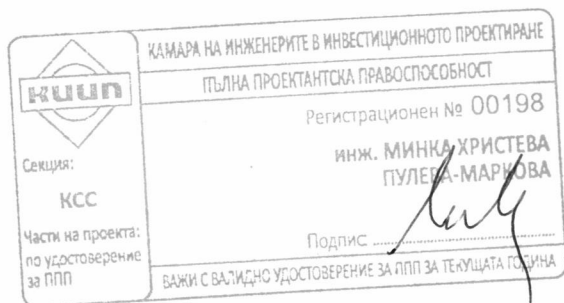 КАМАРА НА ИНЖЕНЕРИТЕ В ИНВЕСТИЦИОННОТО ПРОЕКТИРАНЕ
ПЪЛНА ПРОЕКТАНТСКА ПРАВОСПОСОБНОСТ
КИИП
Регистрационен № 00198
инж. МИНКА ХРИСТЕВА
ПУЛЕВА-МАРКОВА
Секция:
КСС
Части на проекта:
по удостоверение
за ППП
Подпис ...............
ВАЖИ С ВАЛИДНО УДОСТОВЕРЕНИЕ ЗА ППП ЗА ТЕКУЩАТА ГОДИНА